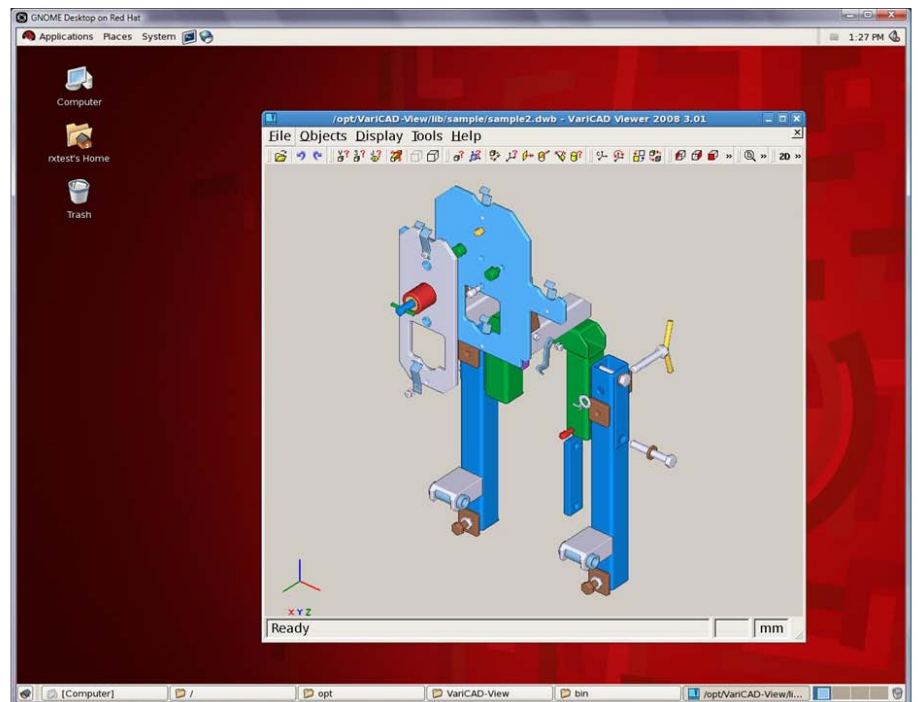 GNOME Desktop on Red Hat
Applications Places System
1:27 PM
Computer
rxtest's Home
Trash
/opt/VariCAD-View/lib/sample/sample2.dwb - VariCAD Viewer 2008 3.01
File Objects Display Tools Help
2D
X Y Z
Ready
mm
[Computer]
/
opt
VariCAD-View
bin
/opt/VariCAD-View/li...